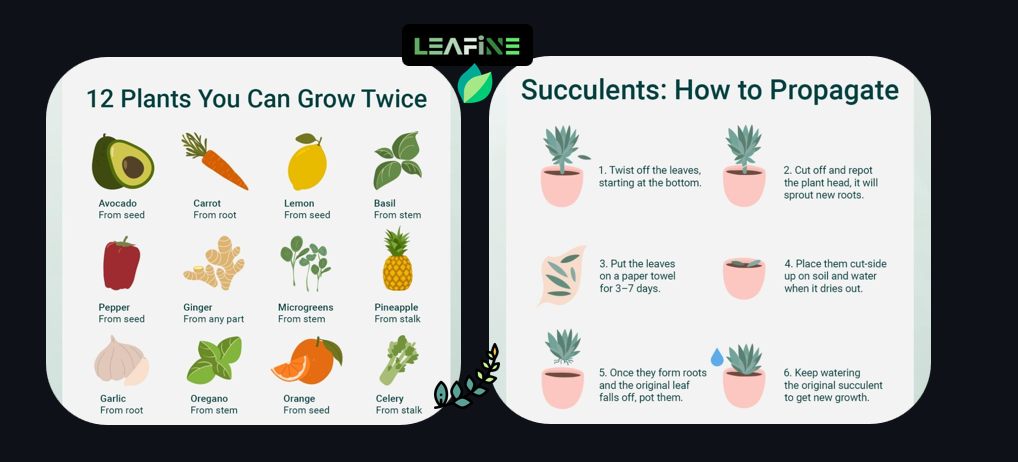 LEAFiNE
12 Plants You Can Grow Twice
Avocado
From seed
Carrot
From root
Lemon
From seed
Basil
From stem
Pepper
From seed
Ginger
From any part
Microgreens
From stem
Pineapple
From stalk
Garlic
From root
Oregano
From stem
Orange
From seed
Celery
From stalk
Succulents: How to Propagate
1. Twist off the leaves,
starting at the bottom.
2. Cut off and repot
the plant head, it will
sprout new roots.
3. Put the leaves
on a paper towel
for 3–7 days.
4. Place them cut-side
up on soil and water
when it dries out.
5. Once they form roots
and the original leaf
falls off, pot them.
6. Keep watering
the original succulent
to get new growth.